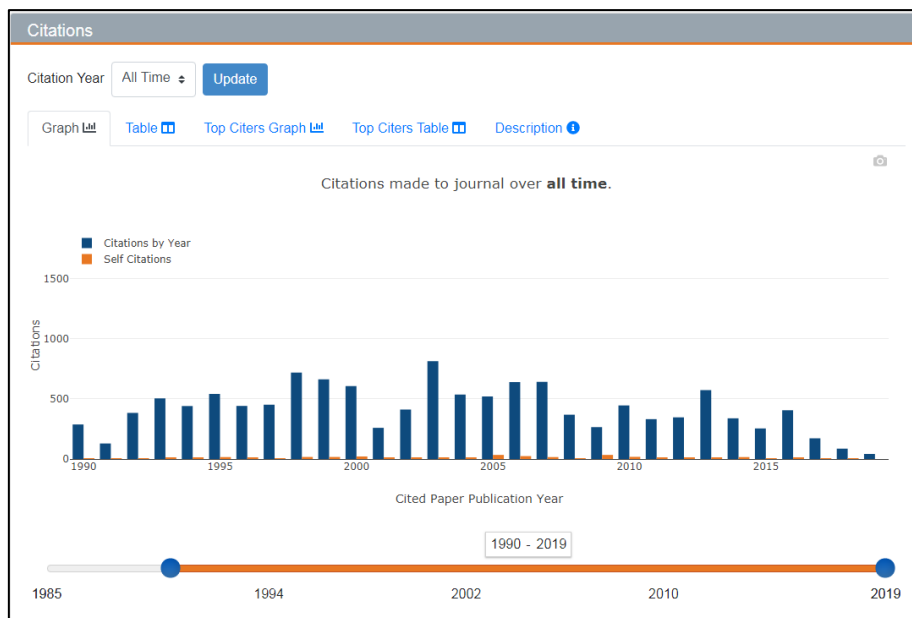 Citations
Citation Year All Time Update
Graph Table Top Citers Graph Top Citers Table Description
Citations made to journal over all time.
Citations by Year
Self Citations
1500
1000
500
0
Citations
1990 1995 2000 2005 2010 2015
Cited Paper Publication Year
1990 - 2019
1985 1994 2002 2010 2019